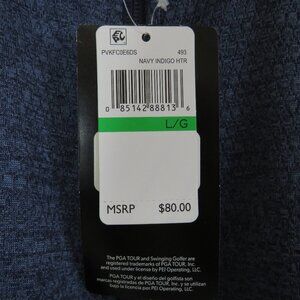 PVKFC0E6DS 493
NAVY INDIGO HTR
0 85142 88813 6
L/G
MSRP $80.00
The PGA TOUR and Swinging Golfer are
registered trademarks of PGA TOUR, Inc
and used under license by PEI Operating, LLC.
PGA TOUR y el diseño del golfista son
marcas registradas de PGA TOUR, Inc. y se utilizan
bajo la licencia por PEI Operating, LLC.